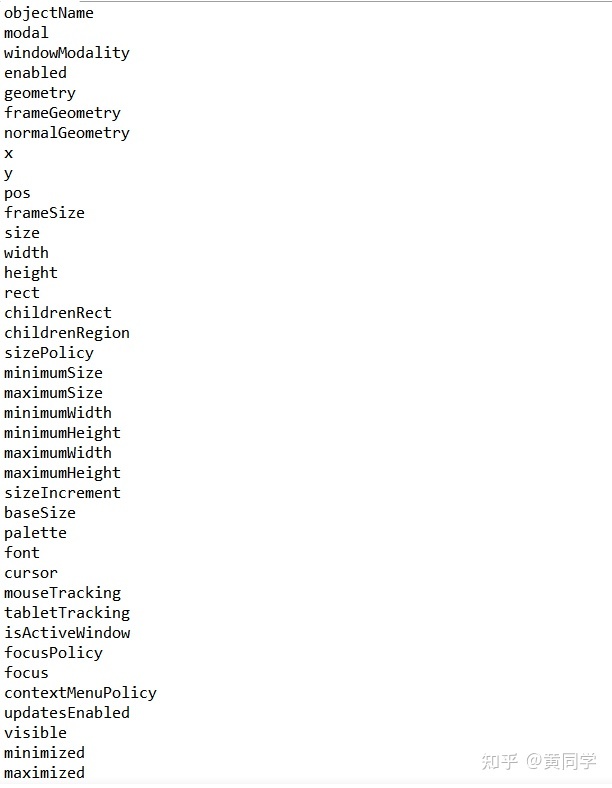 objectName
modal
windowModality
enabled
geometry
frameGeometry
normalGeometry
x
y
pos
frameSize
size
width
height
rect
childrenRect
childrenRegion
sizePolicy
minimumSize
maximumSize
minimumWidth
minimumHeight
maximumWidth
maximumHeight
sizeIncrement
baseSize
palette
font
cursor
mouseTracking
tabletTracking
isActiveWindow
focusPolicy
focus
contextMenuPolicy
updatesEnabled
visible
minimized
maximized
知乎 @黄同学